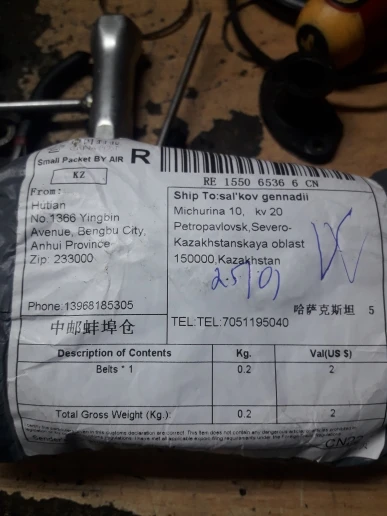 Small Packet BY AIR R
KZ
RE 1550 6536 6 CN
From:
Hutian
No.1366 Yingbin
Avenue, Bengbu City,
Anhui Province
Zip: 233000
Phone:13968185305
中邮蚌埠仓
Ship To:sal'kov gennadii
Michurina 10, kv 20
Petropavlovsk,Severo-
Kazakhstanskaya oblast
150000,Kazakhstan
哈萨克斯坦 5
TEL:TEL:7051195040
Description of Contents Kg. Val(US $)
Belts * 1 0.2 2
Total Gross Weight (Kg.) 0.2 2